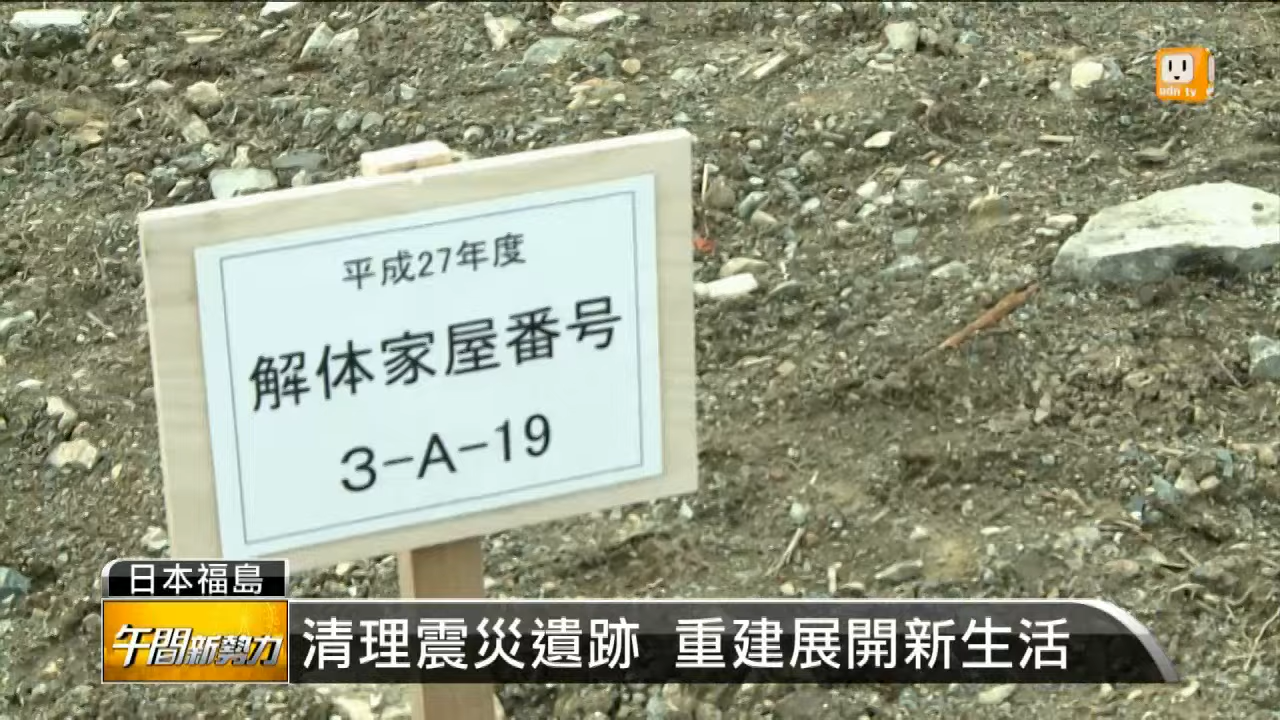 udn tv
平成27年度
解体家屋番号
3-A-19
日本福島
午間新勢力
清理震災遺跡 重建展開新生活